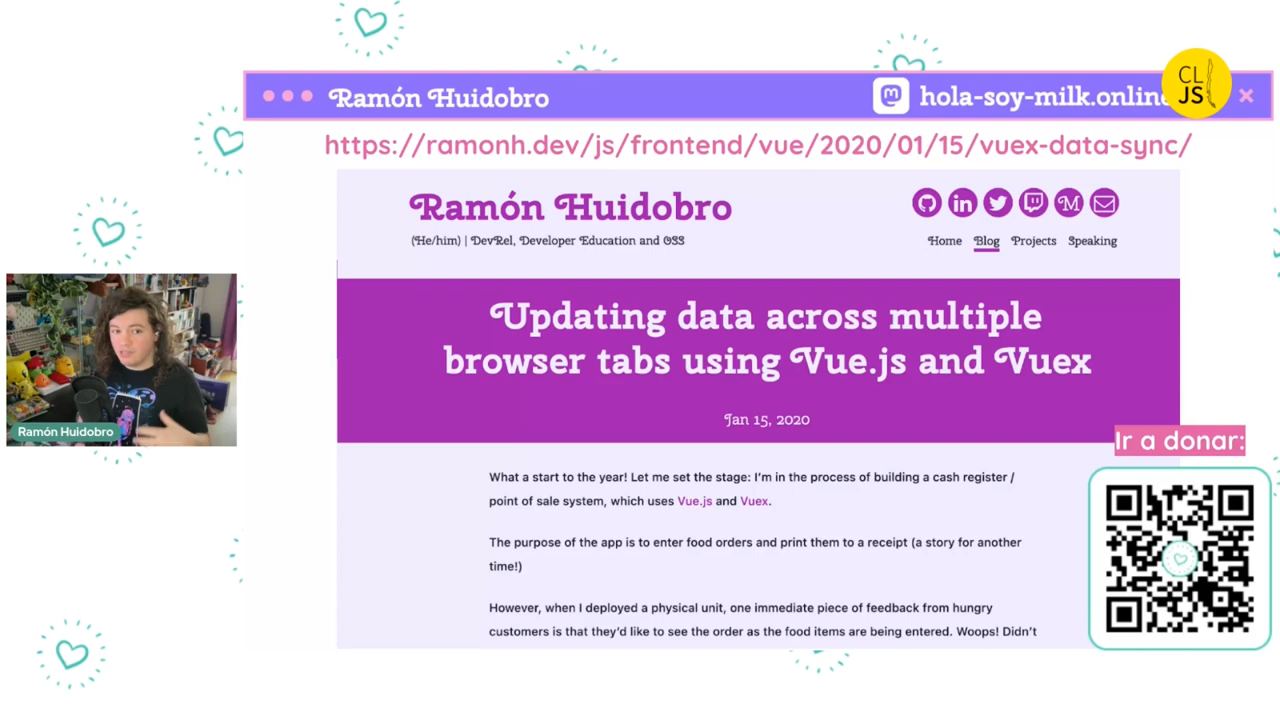 Ramón Huidobro
hola-soy-milk.online
CL
JS
https://ramonh.dev/js/frontend/vue/2020/01/15/vuex-data-sync/
Ramón Huidobro
(He/him) | DevRel, Developer Education and OSS
Home Blog Projects Speaking
Updating data across multiple
browser tabs using Vue.js and Vuex
Jan 15, 2020
Ramón Huidobro
Ir a donar:
What a start to the year! Let me set the stage: I'm in the process of building a cash register /
point of sale system, which uses Vue.js and Vuex.
The purpose of the app is to enter food orders and print them to a receipt (a story for another
time!)
However, when I deployed a physical unit, one immediate piece of feedback from hungry
customers is that they'd like to see the order as the food items are being entered. Woops! Didn't